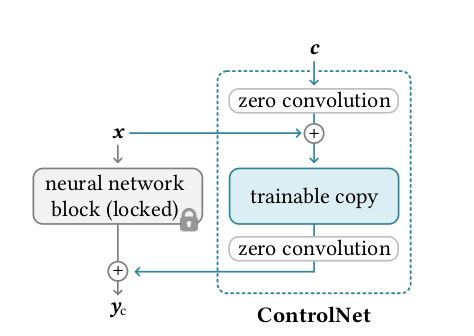 c
zero convolution
x
+
neural network
block (locked)
trainable copy
zero convolution
+
y_c
ControlNet